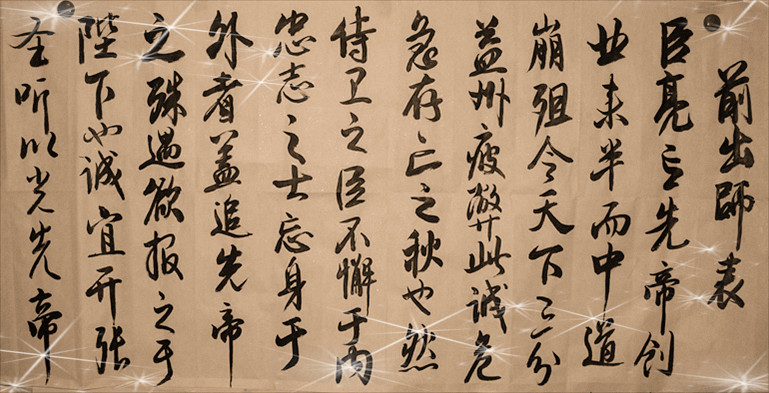 前出師表
臣亮言先帝创
业未半而中道
崩殂今天下三分
益州疲弊此诚危
急存亡之秋也然
侍卫之臣不懈于内
忠志之士忘身于
外者盖追先帝
之殊遇欲报之于
陛下也诚宜开张
圣听以光先帝